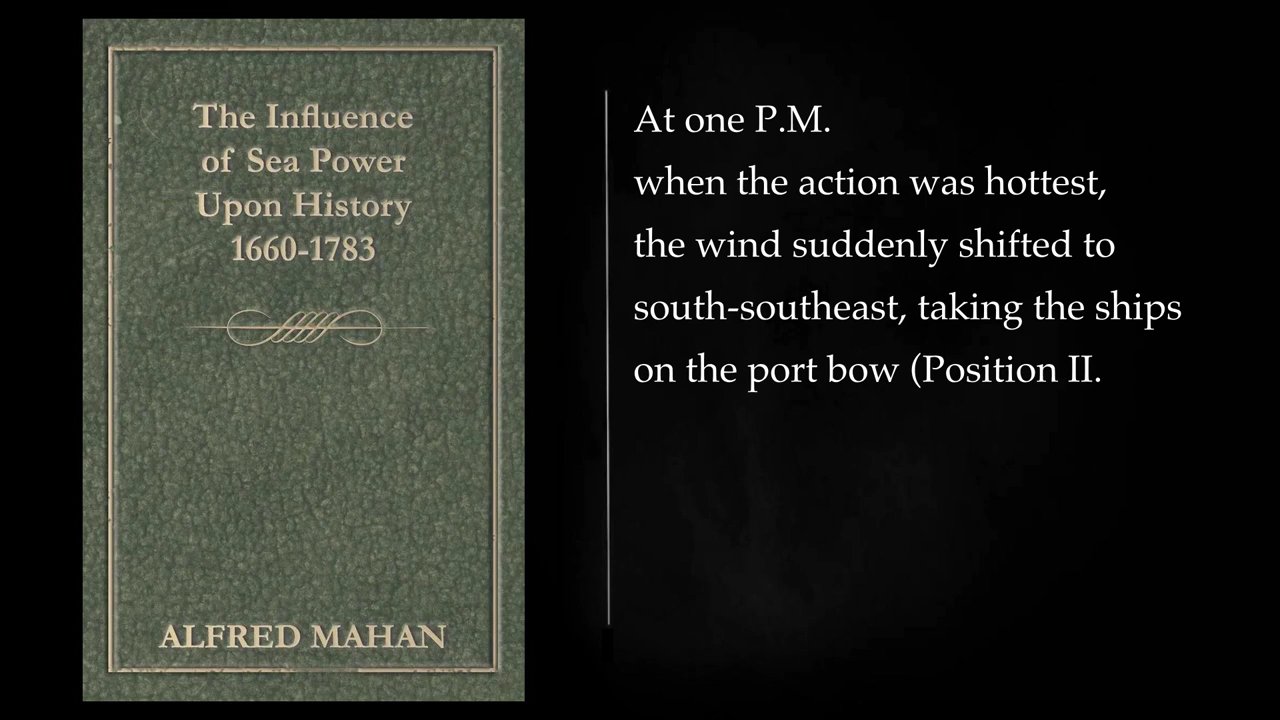 The Influence
of Sea Power
Upon History
1660-1783
ALFRED MAHAN
At one P.M.
when the action was hottest,
the wind suddenly shifted to
south-southeast, taking the ships
on the port bow (Position II.